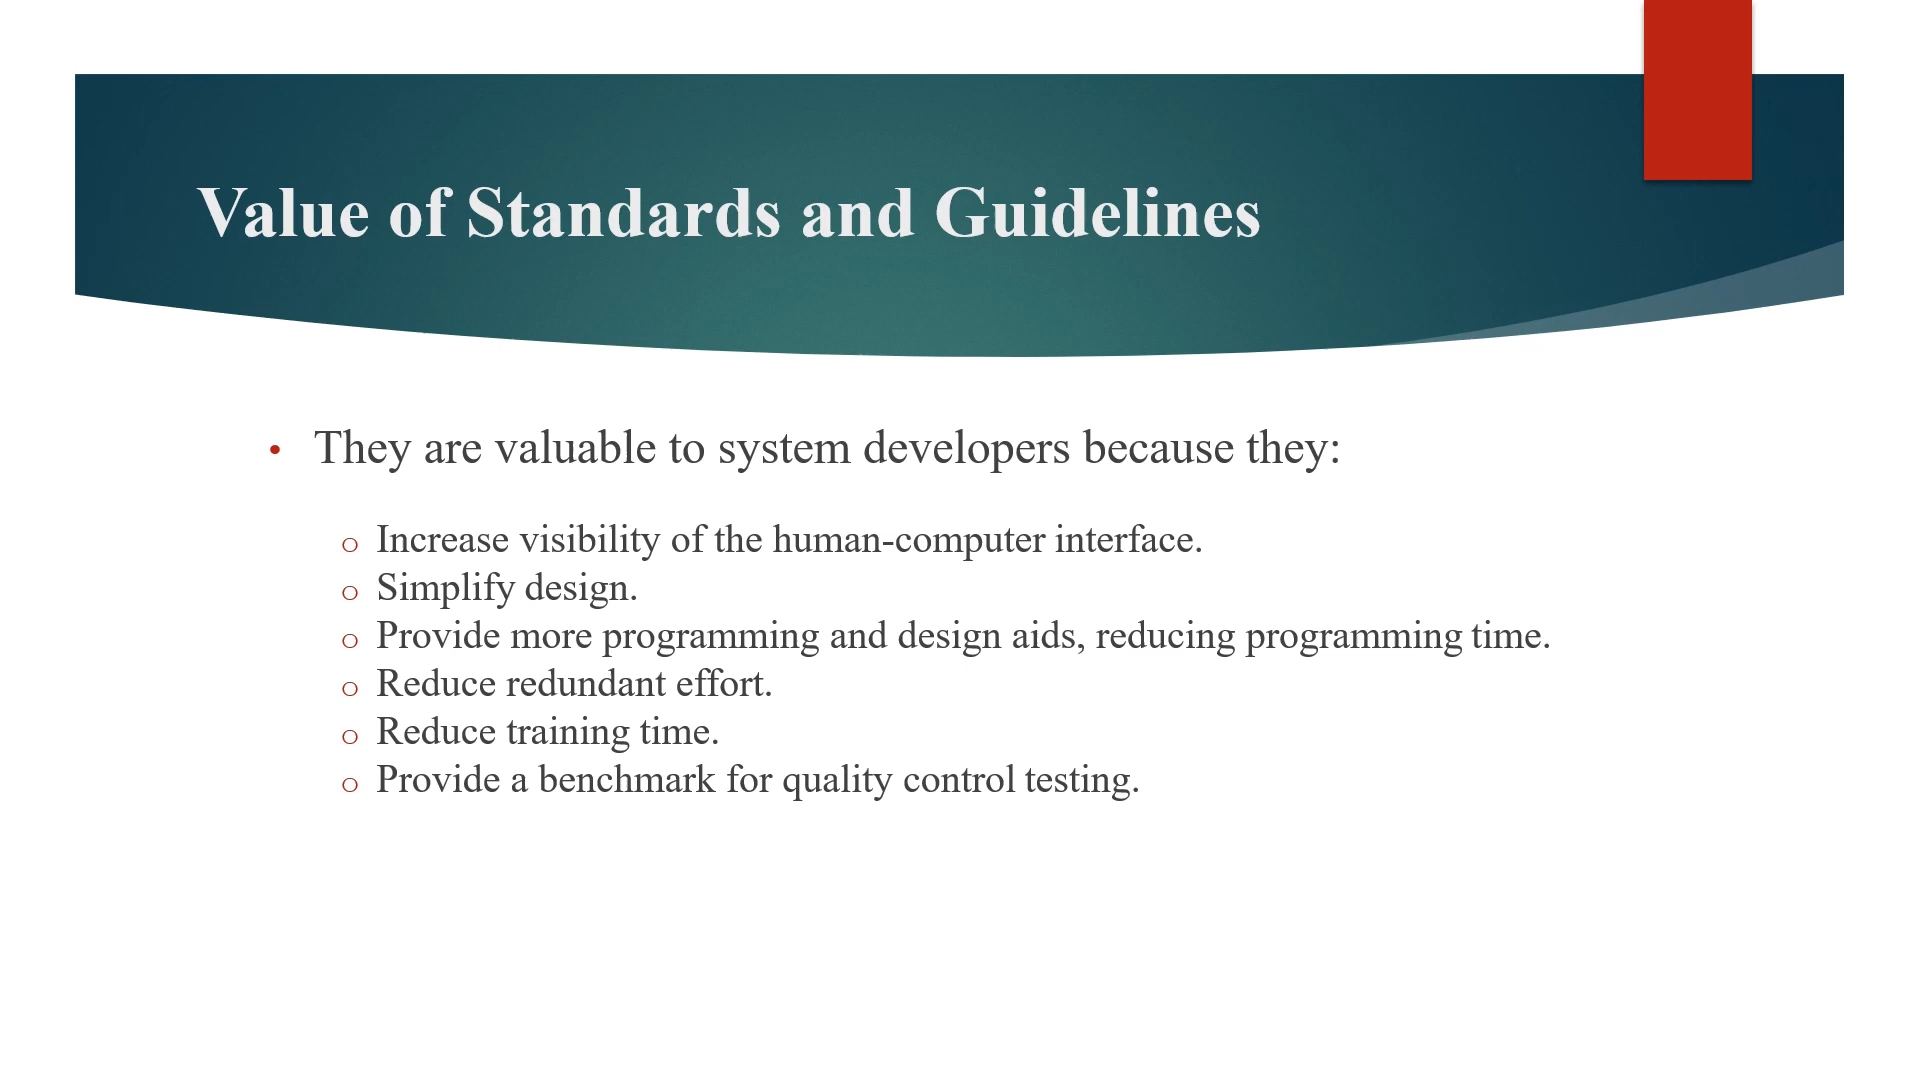 Value of Standards and Guidelines
• They are valuable to system developers because they:
o Increase visibility of the human-computer interface.
o Simplify design.
o Provide more programming and design aids, reducing programming time.
o Reduce redundant effort.
o Reduce training time.
o Provide a benchmark for quality control testing.